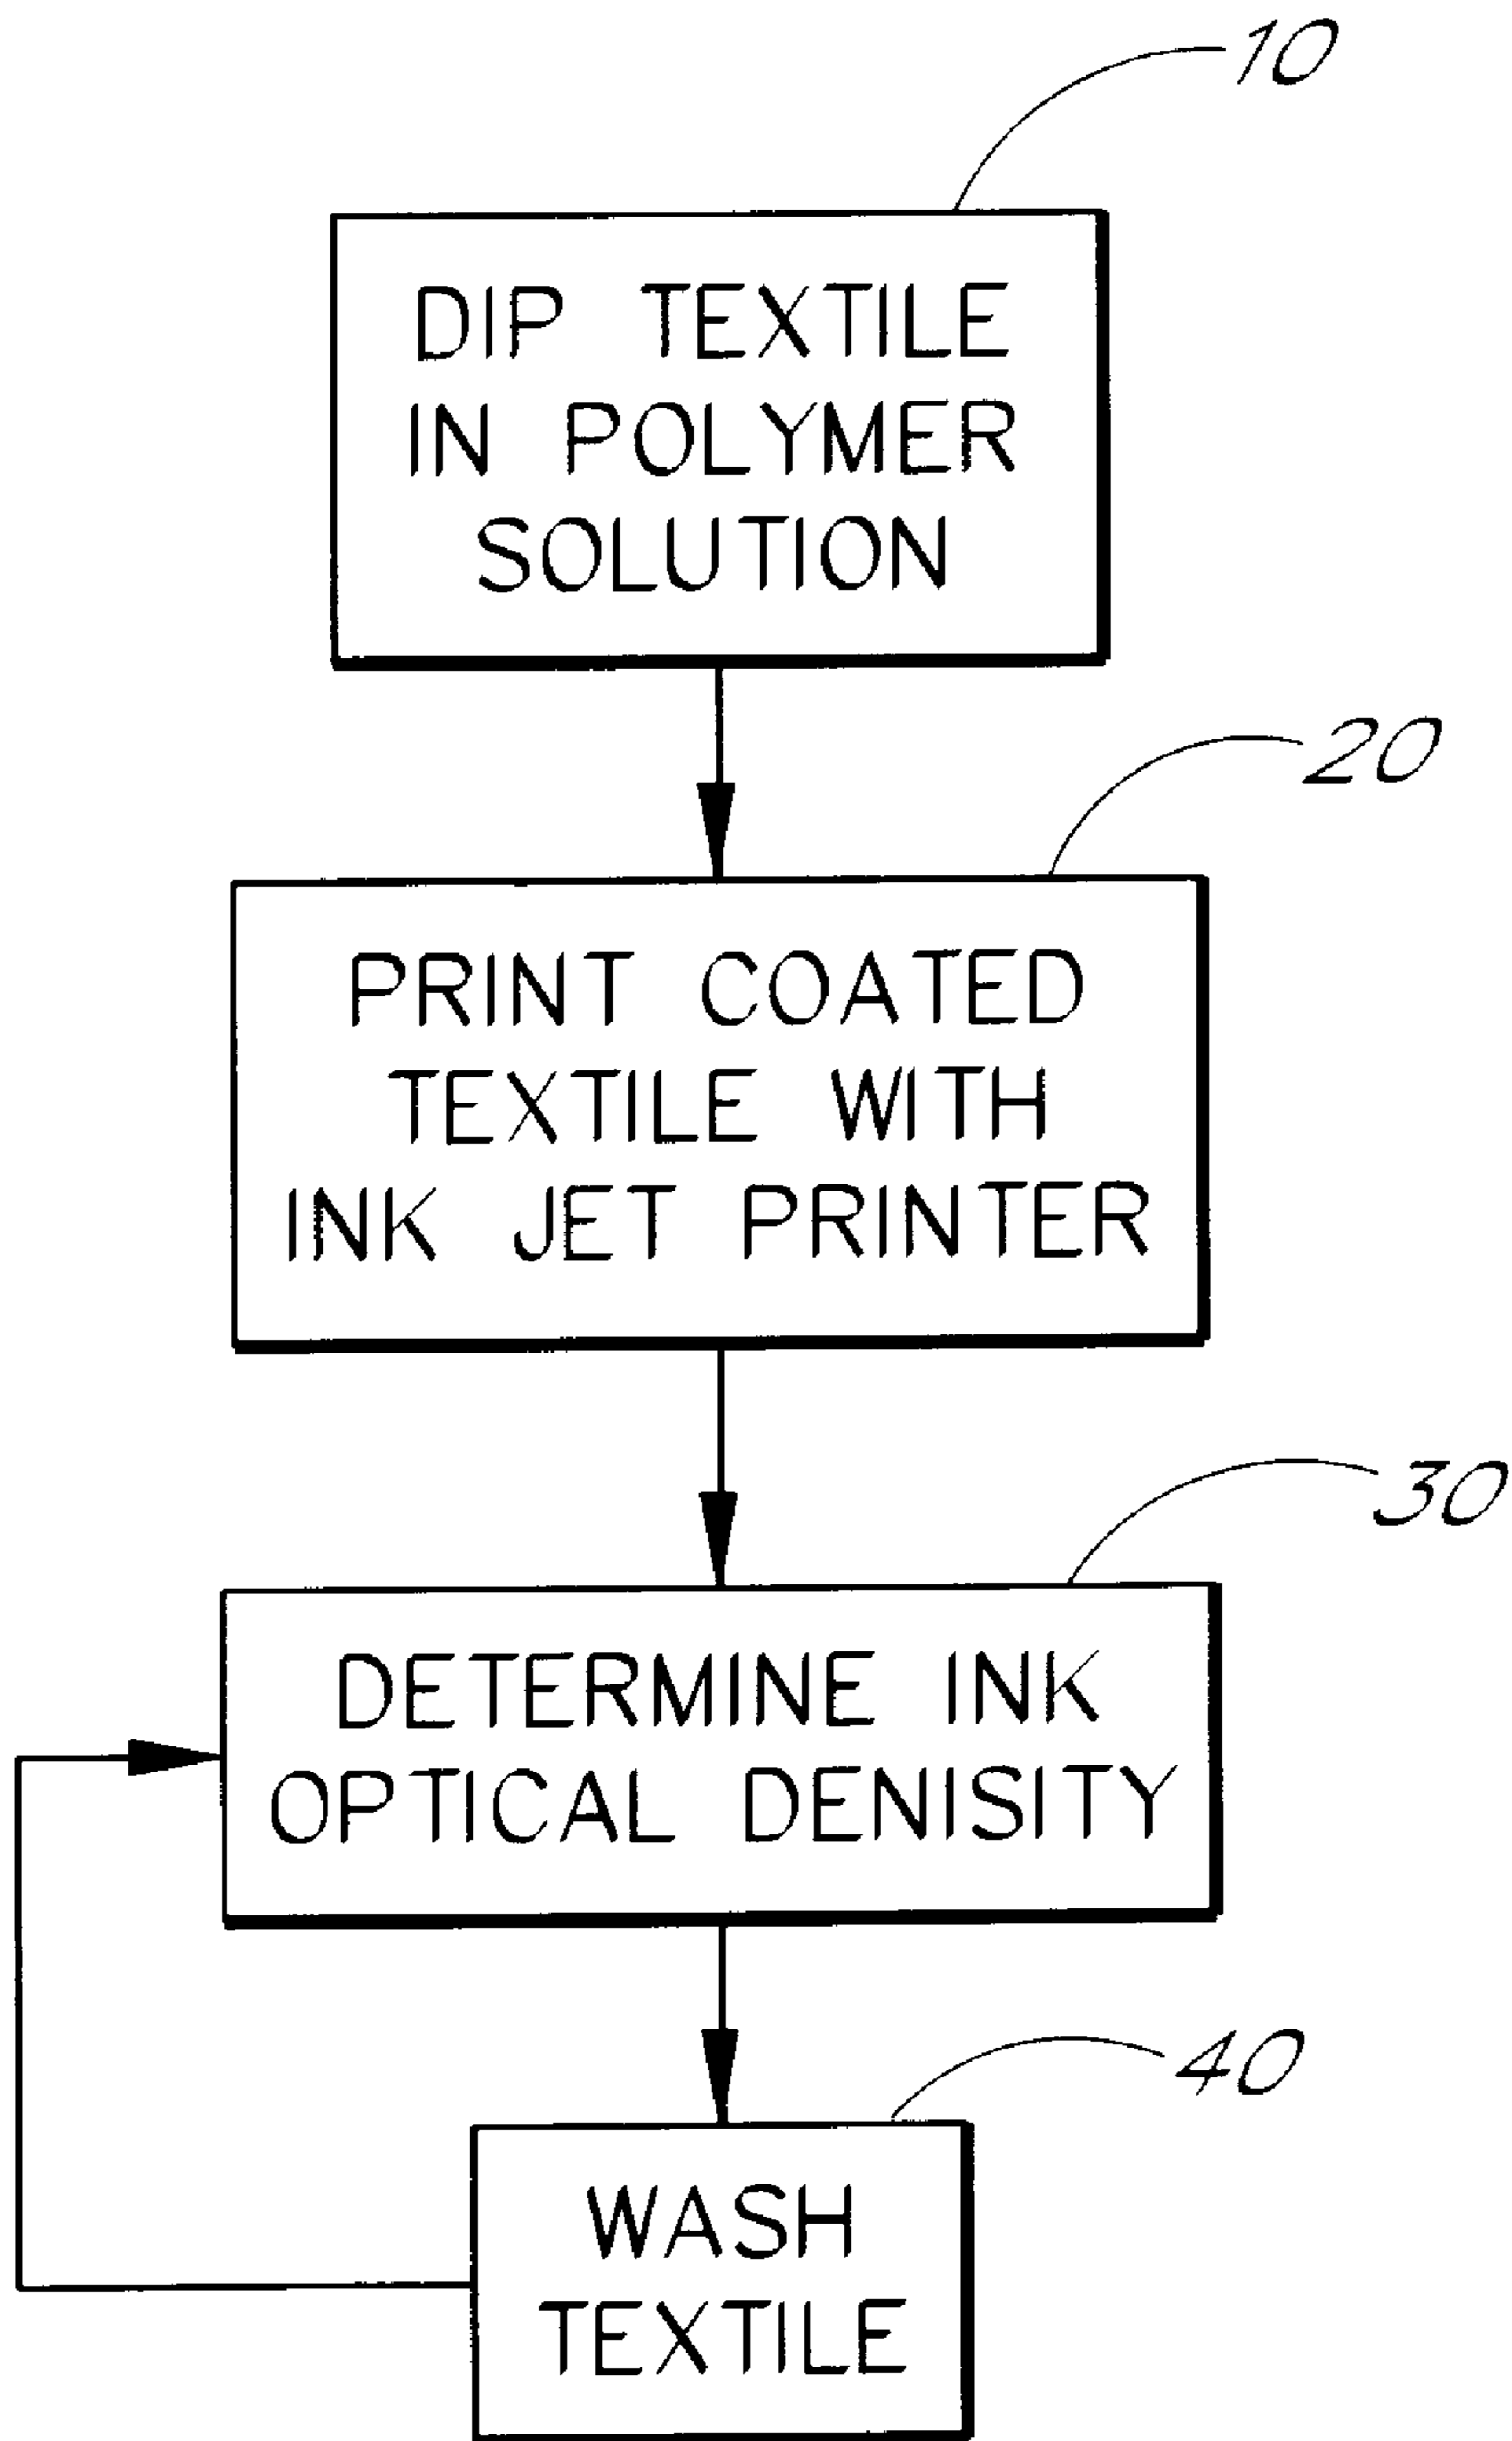 10
DIP TEXTILE
IN POLYMER
SOLUTION
20
PRINT COATED
TEXTILE WITH
INK JET PRINTER
30
DETERMINE INK
OPTICAL DENISITY
40
WASH
TEXTILE